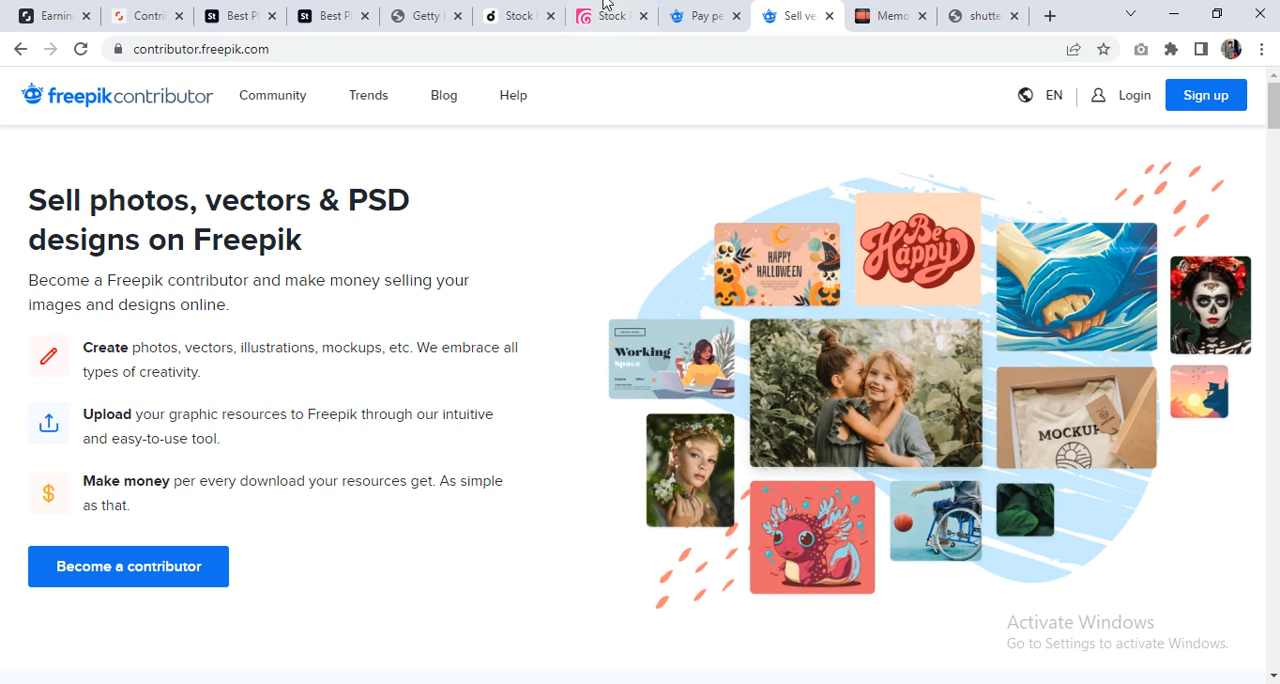 Earnin
Contril
Best Pl
Best Pl
Getty I
Stock I
Stock I
Pay pe
Sell ve
Memo
shutte
contributor.freepik.com
freepikcontributor
Community
Trends
Blog
Help
EN
Login
Sign up
Sell photos, vectors & PSD
designs on Freepik
Become a Freepik contributor and make money selling your
images and designs online.
Create photos, vectors, illustrations, mockups, etc. We embrace all
types of creativity.
Upload your graphic resources to Freepik through our intuitive
and easy-to-use tool.
$
Make money per every download your resources get. As simple
as that.
Become a contributor
HAPPY
HALLOWEEN
Be
Happy
Working
Space
MOCKUP
Activate Windows
Go to Settings to activate Windows.